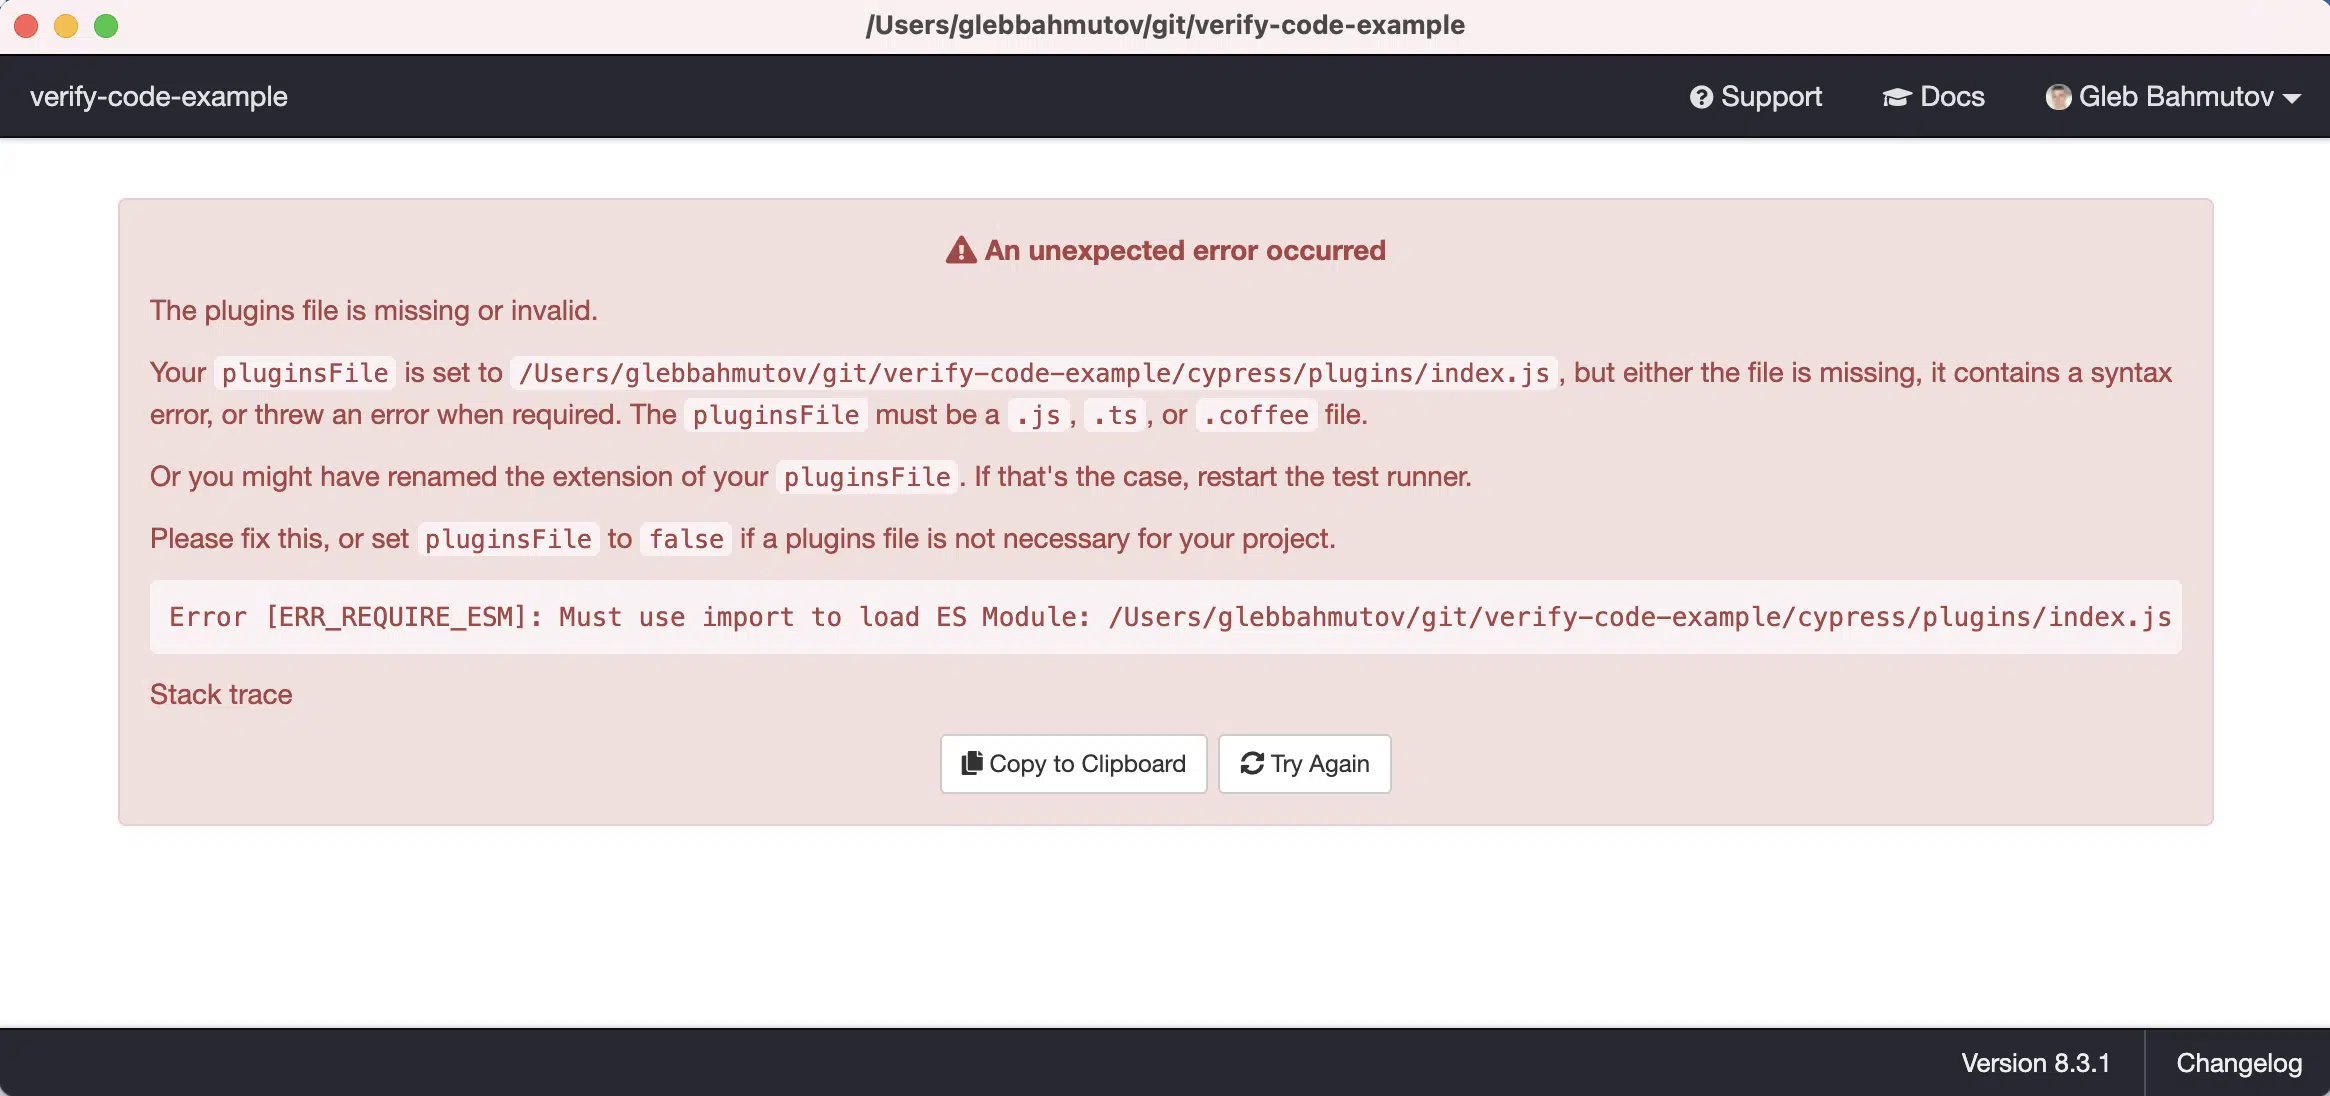 /Users/glebbahmutov/git/verify-code-example
verify-code-example
Support
Docs
Gleb Bahmutov
An unexpected error occurred
The plugins file is missing or invalid.
Your pluginsFile is set to /Users/glebbahmutov/git/verify-code-example/cypress/plugins/index.js, but either the file is missing, it contains a syntax
error, or threw an error when required. The pluginsFile must be a .js, .ts, or .coffee file.
Or you might have renamed the extension of your pluginsFile. If that's the case, restart the test runner.
Please fix this, or set pluginsFile to false if a plugins file is not necessary for your project.
Error [ERR_REQUIRE_ESM]: Must use import to load ES Module: /Users/glebbahmutov/git/verify-code-example/cypress/plugins/index.js
Stack trace
Copy to Clipboard
Try Again
Version 8.3.1
Changelog